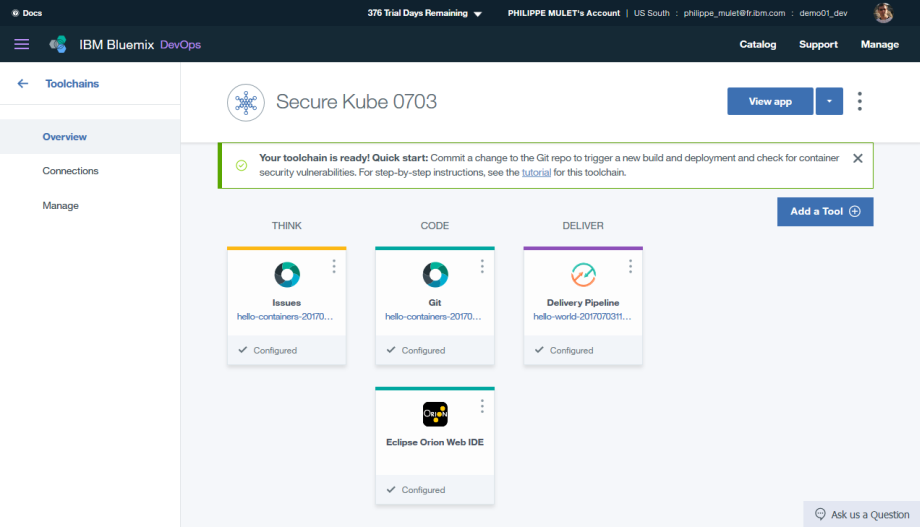 Docs
376 Trial Days Remaining
PHILIPPE MULET's Account | US South : philippe_mulet@fr.ibm.com : demo01_dev
IBM Bluemix DevOps
Catalog
Support
Manage
Toolchains
Secure Kube 0703
View app
Overview
Connections
Manage
Your toolchain is ready! Quick start: Commit a change to the Git repo to trigger a new build and deployment and check for container
security vulnerabilities. For step-by-step instructions, see the tutorial for this toolchain.
Add a Tool
THINK
CODE
DELIVER
Issues
hello-containers-20170...
Configured
Git
hello-containers-20170...
Configured
Delivery Pipeline
hello-world-2017070311...
Configured
ORION
Eclipse Orion Web IDE
Configured
Ask us a Question